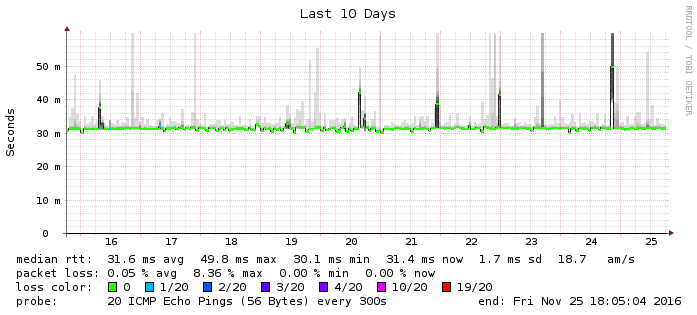 Last 10 Days
RRDTOOL / TOBI OETIKER
Seconds
50 m
40 m
30 m
20 m
10 m
0
16 17 18 19 20 21 22 23 24 25
median rtt: 31.6 ms avg 49.8 ms max 30.1 ms min 31.4 ms now 1.7 ms sd 18.7 am/s
packet loss: 0.05 % avg 8.36 % max 0.00 % min 0.00 % now
loss color: 0 1/20 2/20 3/20 4/20 10/20 19/20
probe: 20 ICMP Echo Pings (56 Bytes) every 300s end: Fri Nov 25 18:05:04 2016